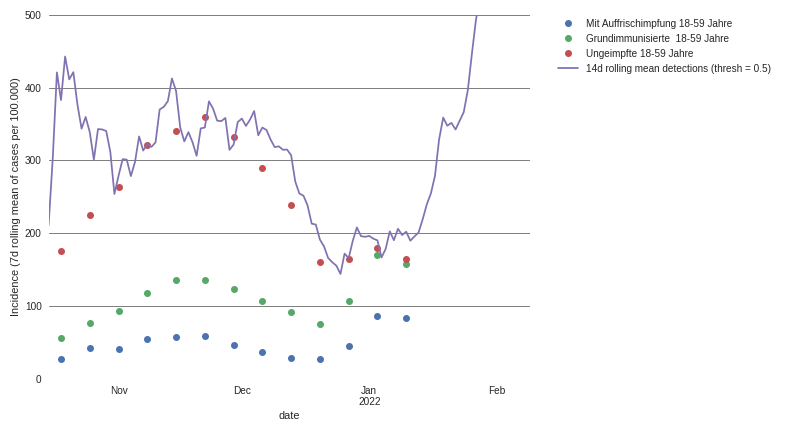 500
400
300
200
100
0
Incidence (7d rolling mean of cases per 100.000)
Nov
Dec
Jan
2022
Feb
date
Mit Auffrischimpfung 18-59 Jahre
Grundimmunisierte  18-59 Jahre
Ungeimpfte 18-59 Jahre
14d rolling mean detections (thresh = 0.5)